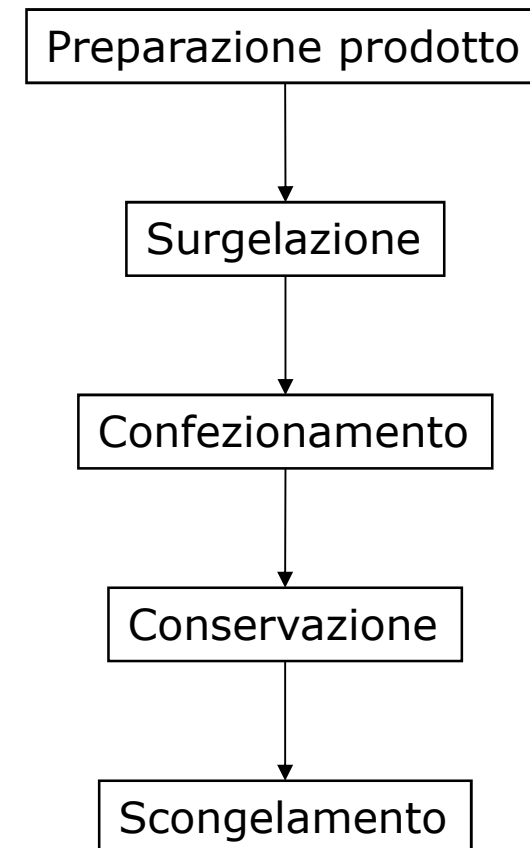 Preparazione prodotto
Surgelazione
Confezionamento
Conservazione
Scongelamento